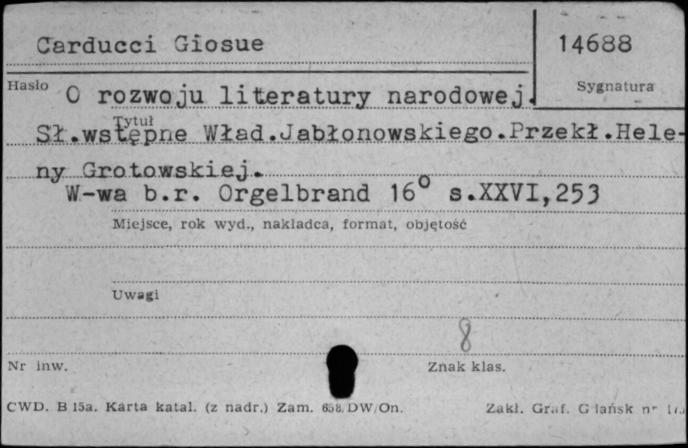 Carducci Giosue
14688
Hasło
Sygnatura
O rozwoju literatury narodowej.
Tytuł
Sł.wstępne Wład.Jabłonowskiego.Przekł.Hele-
ny Grotowskiej.
W-wa b.r. Orgelbrand 16° s.XXVI,253
Miejsce, rok wyd., nakładca, format, objętość
Uwagi
8
Nr inw.
Znak klas.
CWD. B 15a. Karta katal. (z nadr.) Zam. 658/DW/On.
Zakł. Graf. Gdańsk nr